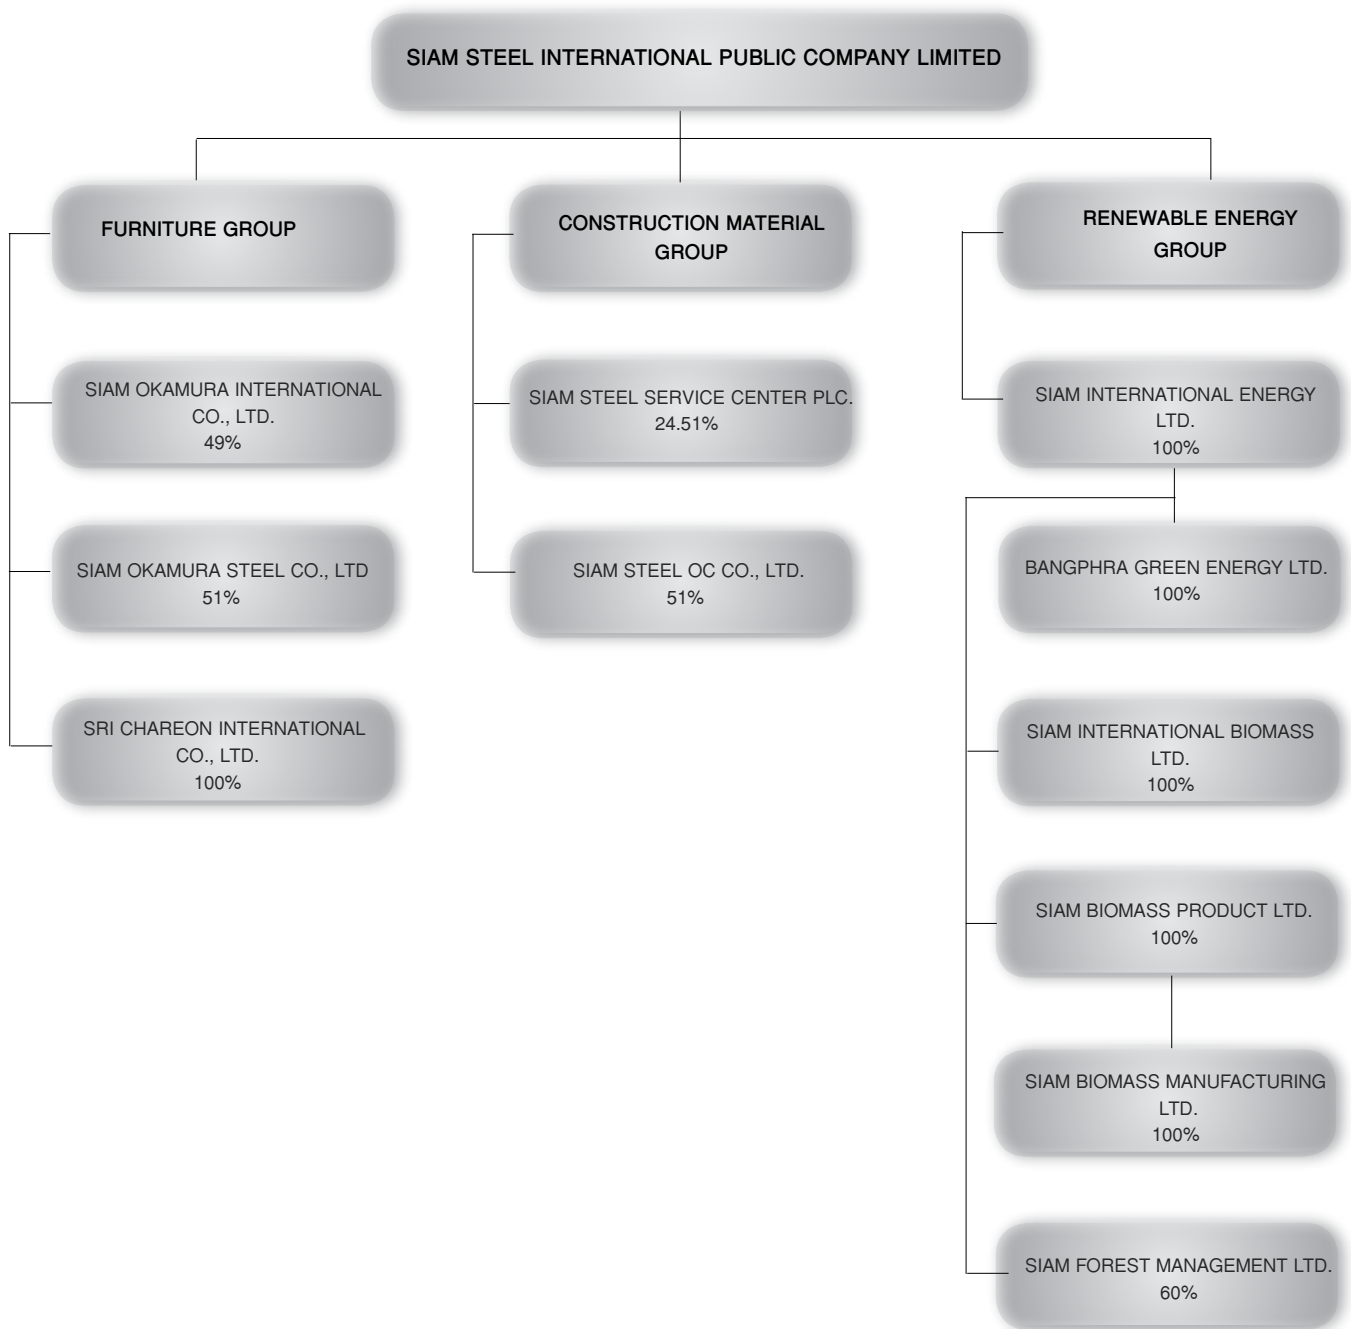 SIAM STEEL INTERNATIONAL PUBLIC COMPANY LIMITED
FURNITURE GROUP
SIAM OKAMURA INTERNATIONAL
CO., LTD.
49%
SIAM OKAMURA STEEL CO., LTD
51%
SRI CHAREON INTERNATIONAL
CO., LTD.
100%
CONSTRUCTION MATERIAL
GROUP
SIAM STEEL SERVICE CENTER PLC.
24.51%
SIAM STEEL OC CO., LTD.
51%
RENEWABLE ENERGY
GROUP
SIAM INTERNATIONAL ENERGY
LTD.
100%
BANGPHRA GREEN ENERGY LTD.
100%
SIAM INTERNATIONAL BIOMASS
LTD.
100%
SIAM BIOMASS PRODUCT LTD.
100%
SIAM BIOMASS MANUFACTURING
LTD.
100%
SIAM FOREST MANAGEMENT LTD.
60%